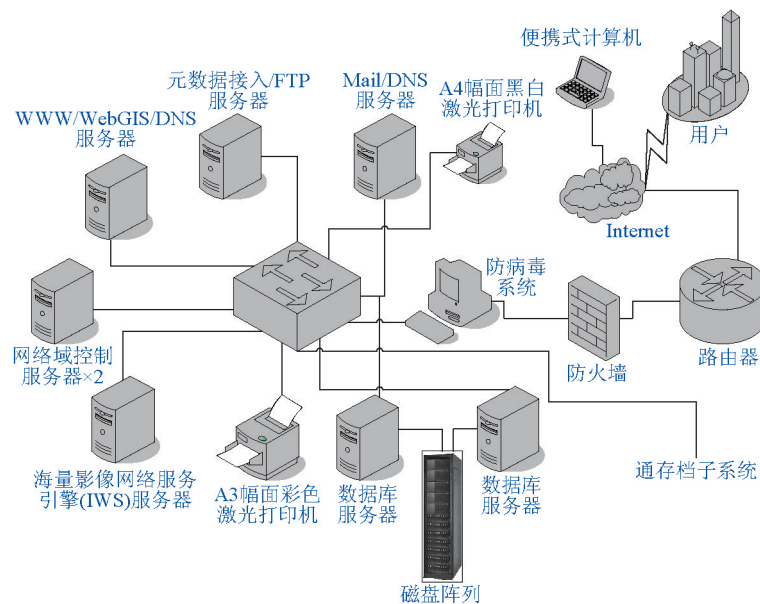 便携式计算机
元数据接入/FTP
服务器
Mail/DNS
服务器
A4幅面黑白
激光打印机
WWW/WebGIS/DNS
服务器
用户
Internet
防病毒
系统
网络域控制
服务器×2
防火墙
路由器
海量影像网络服务
引擎(IWS)服务器
A3幅面彩色
激光打印机
数据库
服务器
数据库
服务器
通存档子系统
磁盘阵列